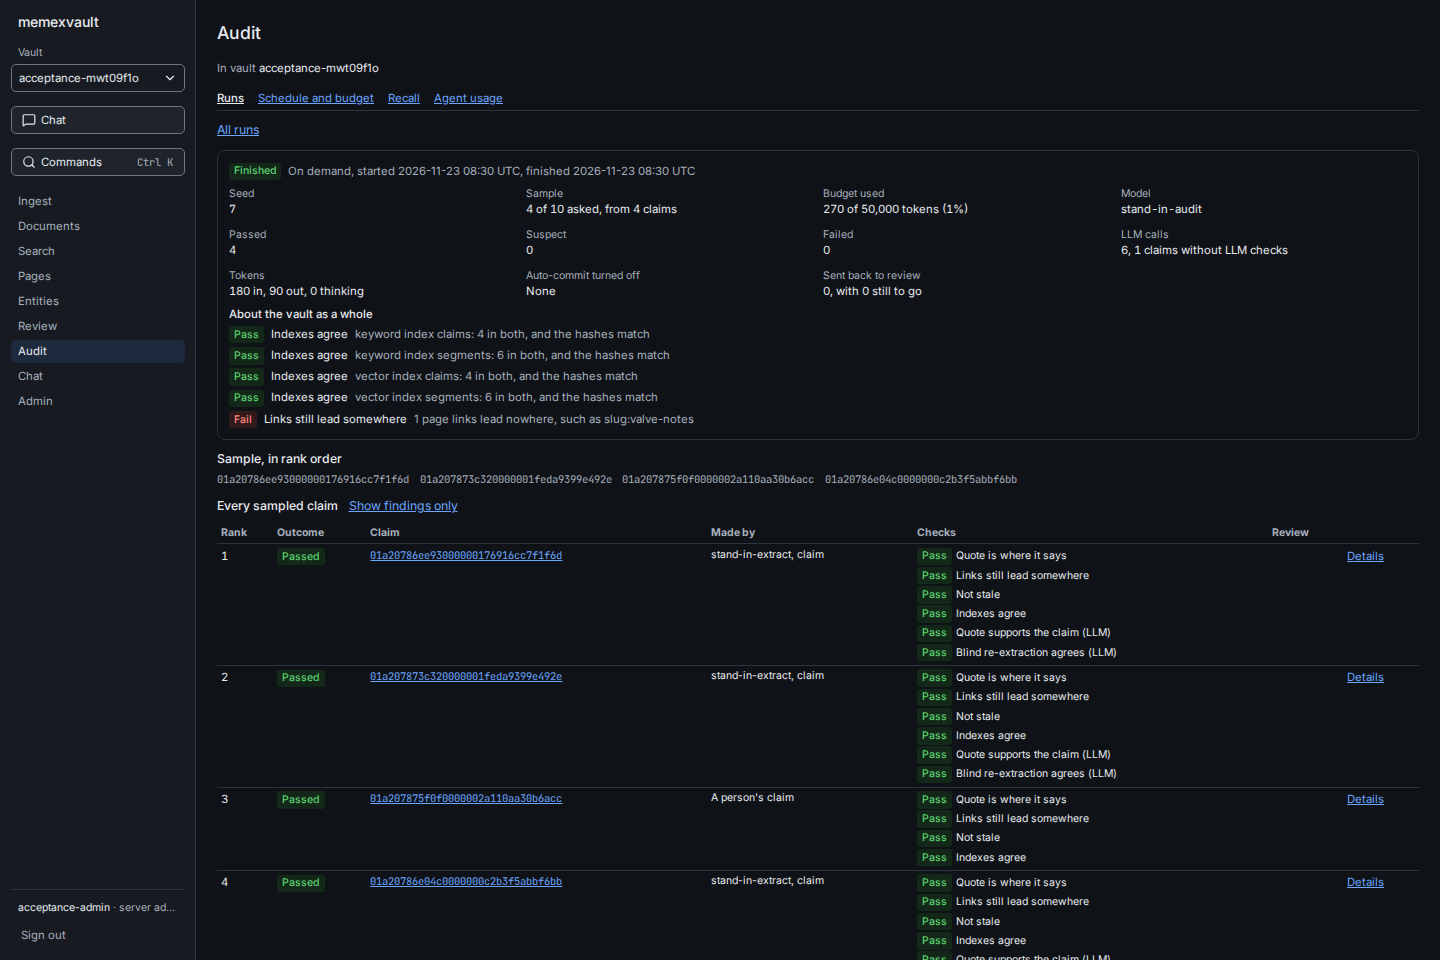 memexvault
Vault
acceptance-mwt09f1o
Chat
Commands Ctrl K
Ingest
Documents
Search
Pages
Entities
Review
Audit
Chat
Admin
acceptance-admin · server ad...
Sign out
Audit
In vault acceptance-mwt09f1o
Runs Schedule and budget Recall Agent usage
All runs
Finished On demand, started 2026-11-23 08:30 UTC, finished 2026-11-23 08:30 UTC
Seed Sample Budget used Model
7 4 of 10 asked, from 4 claims 270 of 50,000 tokens (1%) stand-in-audit
Passed Suspect Failed LLM calls
4 0 0 6, 1 claims without LLM checks
Tokens Auto-commit turned off Sent back to review
180 in, 90 out, 0 thinking None 0, with 0 still to go
About the vault as a whole
Pass Indexes agree keyword index claims: 4 in both, and the hashes match
Pass Indexes agree keyword index segments: 6 in both, and the hashes match
Pass Indexes agree vector index claims: 4 in both, and the hashes match
Pass Indexes agree vector index segments: 6 in both, and the hashes match
Fail Links still lead somewhere 1 page links lead nowhere, such as slug:valve-notes
Sample, in rank order
01a20786ee93000000176916cc7f1f6d 01a207873c320000001feda9399e492e 01a207875f0f0000002a110aa30b6acc 01a20786e04c0000000c2b3f5abbf6bb
Every sampled claim Show findings only
Rank Outcome Claim Made by Checks Review
1 Passed 01a20786ee93000000176916cc7f1f6d stand-in-extract, claim Pass Quote is where it says Details
Pass Links still lead somewhere
Pass Not stale
Pass Indexes agree
Pass Quote supports the claim (LLM)
Pass Blind re-extraction agrees (LLM)
2 Passed 01a207873c320000001feda9399e492e stand-in-extract, claim Pass Quote is where it says Details
Pass Links still lead somewhere
Pass Not stale
Pass Indexes agree
Pass Quote supports the claim (LLM)
Pass Blind re-extraction agrees (LLM)
3 Passed 01a207875f0f0000002a110aa30b6acc A person's claim Pass Quote is where it says Details
Pass Links still lead somewhere
Pass Not stale
Pass Indexes agree
4 Passed 01a20786e04c0000000c2b3f5abbf6bb stand-in-extract, claim Pass Quote is where it says Details
Pass Links still lead somewhere
Pass Not stale
Pass Indexes agree
Pass Quote supports the claim (LLM)